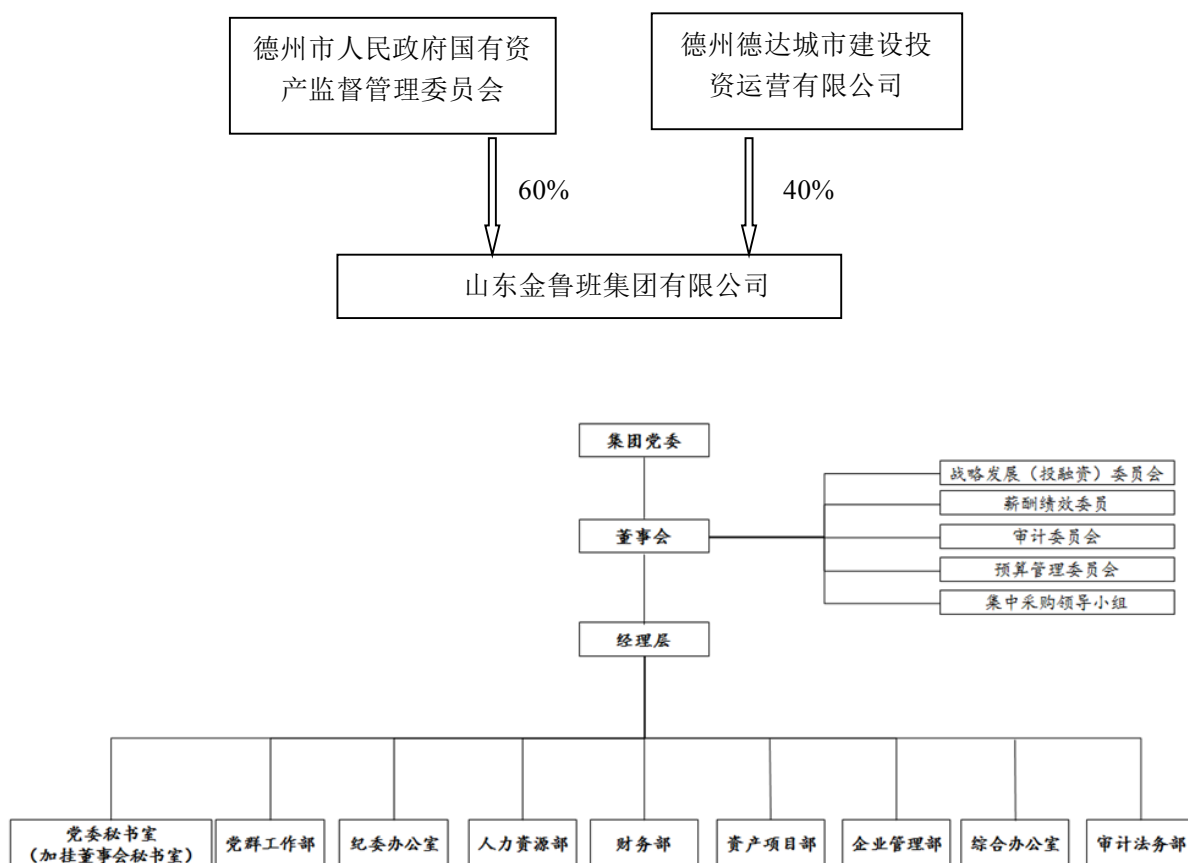 德州市人民政府国有资
产监督管理委员会
德州德达城市建设投
资运营有限公司
60%
40%
山东金鲁班集团有限公司
集团党委
战略发展（投融资）委员会
薪酬绩效委员
董事会
审计委员会
预算管理委员会
集中采购领导小组
经理层
党委秘书室
（加挂董事会秘书室）
党群工作部
纪委办公室
人力资源部
财务部
资产项目部
企业管理部
综合办公室
审计法务部